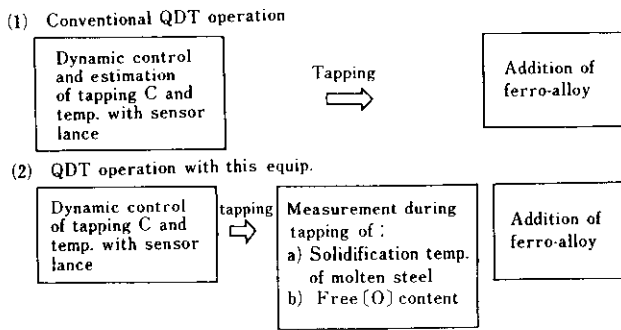 (1) Conventional QDT operation
Dynamic control
and estimation
of tapping C and
temp. with sensor
lance
Tapping
Addition of
ferro-alloy
(2) QDT operation with this equip.
Dynamic control
of tapping C and
temp. with sensor
lance
tapping
Measurement during
tapping of :
a) Solidification temp.
of molten steel
b) Free [O] content
Addition of
ferro-alloy